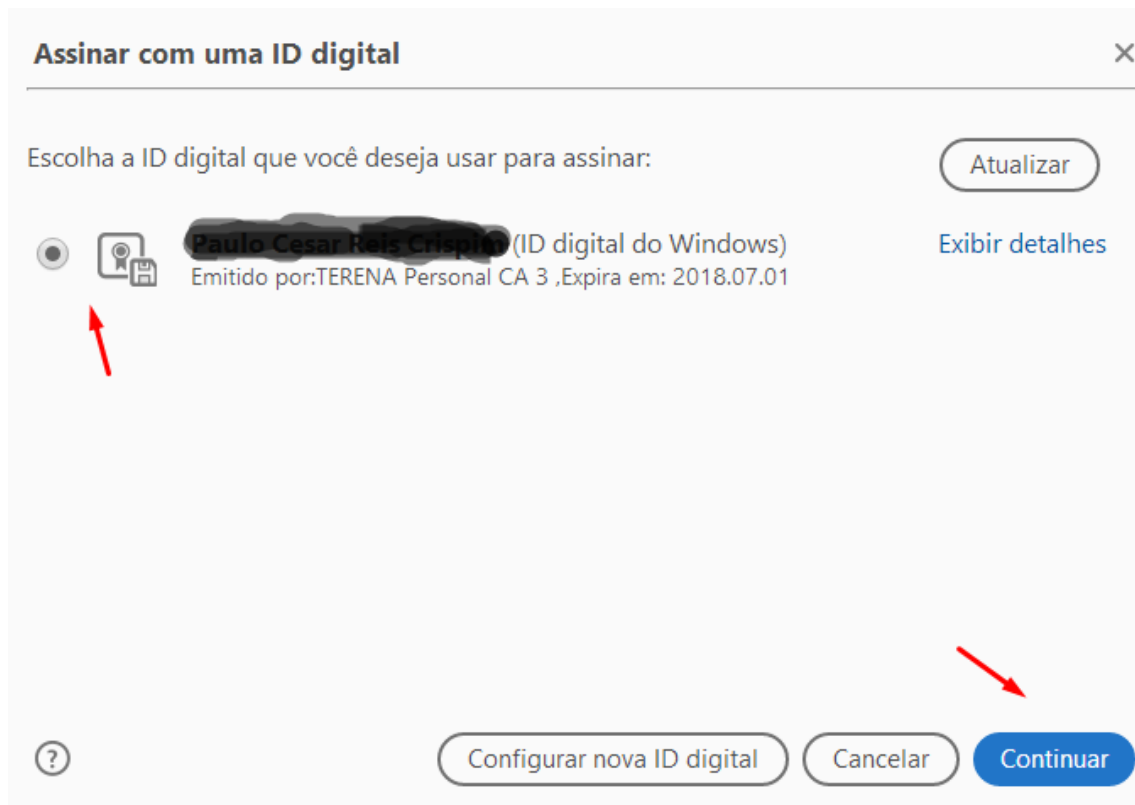 Assinar com uma ID digital
Escolha a ID digital que você deseja usar para assinar:
Atualizar
(ID digital do Windows)
Exibir detalhes
Emitido por:TERENA Personal CA 3 ,Expira em: 2018.07.01
?
Configurar nova ID digital
Cancelar
Continuar